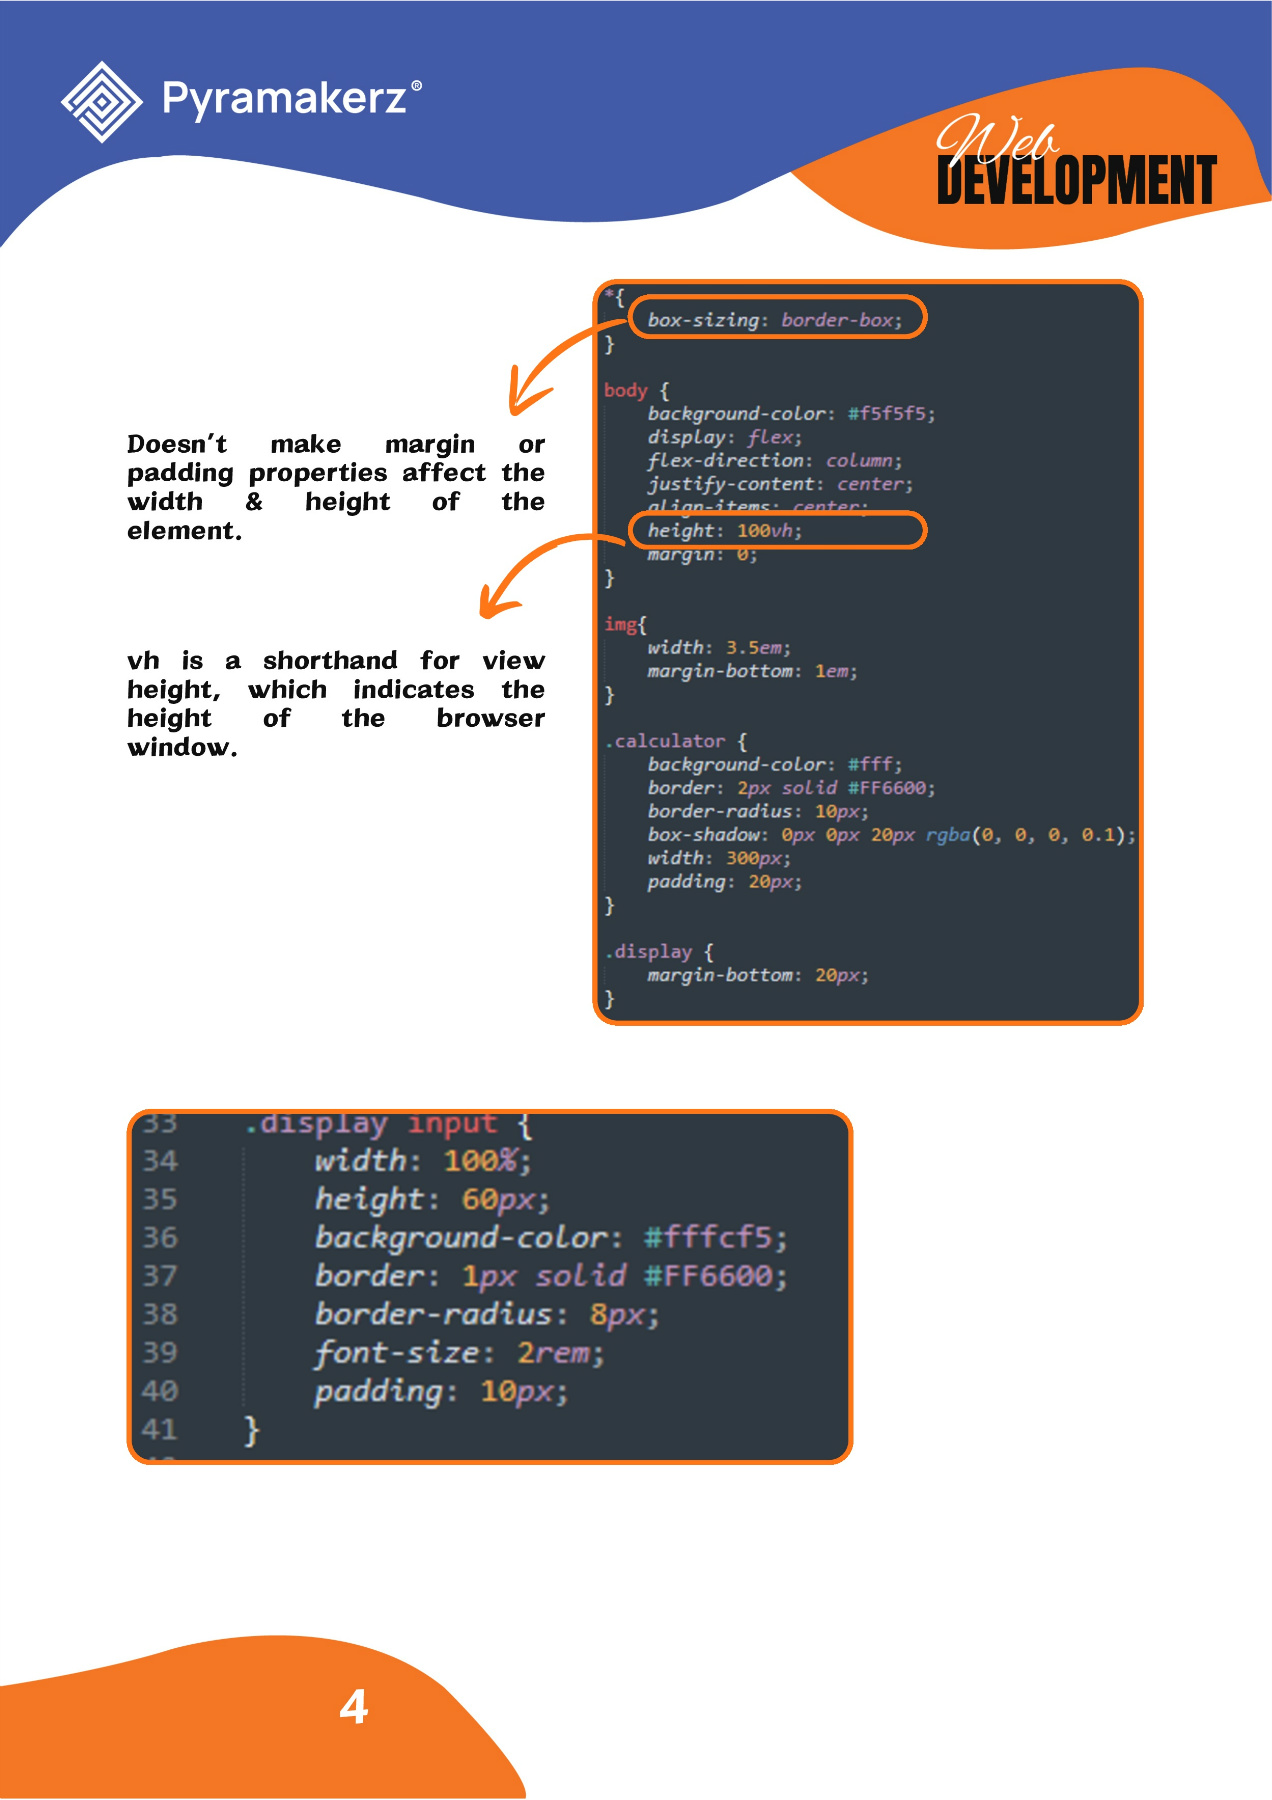 Pyramakerz®
Web
DEVELOPMENT
*{
box-sizing: border-box;
}
body {
background-color: #f5f5f5;
display: flex;
flex-direction: column;
justify-content: center;
align-items: center;
height: 100vh;
margin: 0;
}
img{
width: 3.5em;
margin-bottom: 1em;
}
.calculator {
background-color: #fff;
border: 2px solid #FF6600;
border-radius: 10px;
box-shadow: 0px 0px 20px rgba(0, 0, 0, 0.1);
width: 300px;
padding: 20px;
}
.display {
margin-bottom: 20px;
}
Doesn't make margin or
padding properties affect the
width & height of the
element.
vh is a shorthand for view
height, which indicates the
height of the browser
window.
33 .display input {
34 width: 100%;
35 height: 60px;
36 background-color: #fffcf5;
37 border: 1px solid #FF6600;
38 border-radius: 8px;
39 font-size: 2rem;
40 padding: 10px;
41 }
4